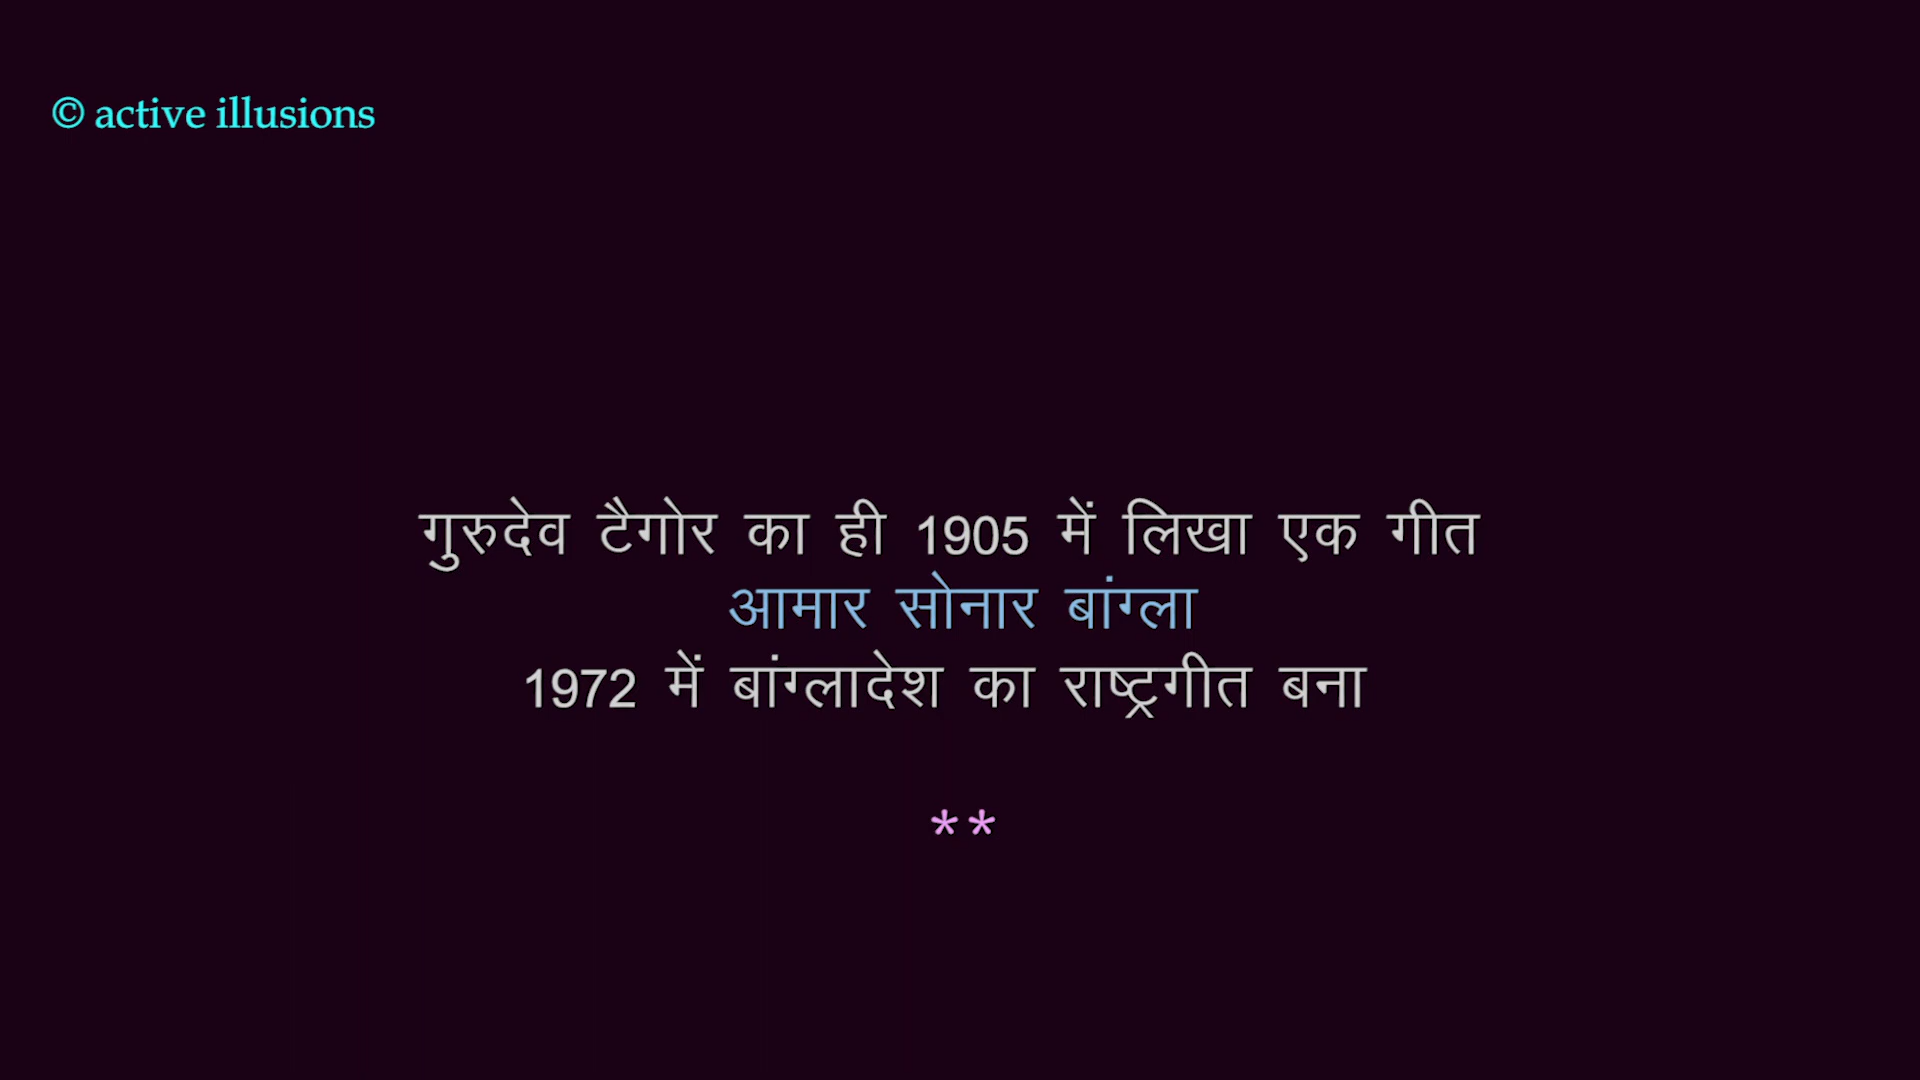 © active illusions
गुरुदेव टैगोर का ही 1905 में लिखा एक गीत
आमार सोनार बांग्ला
1972 में बांग्लादेश का राष्ट्रगीत बना
**